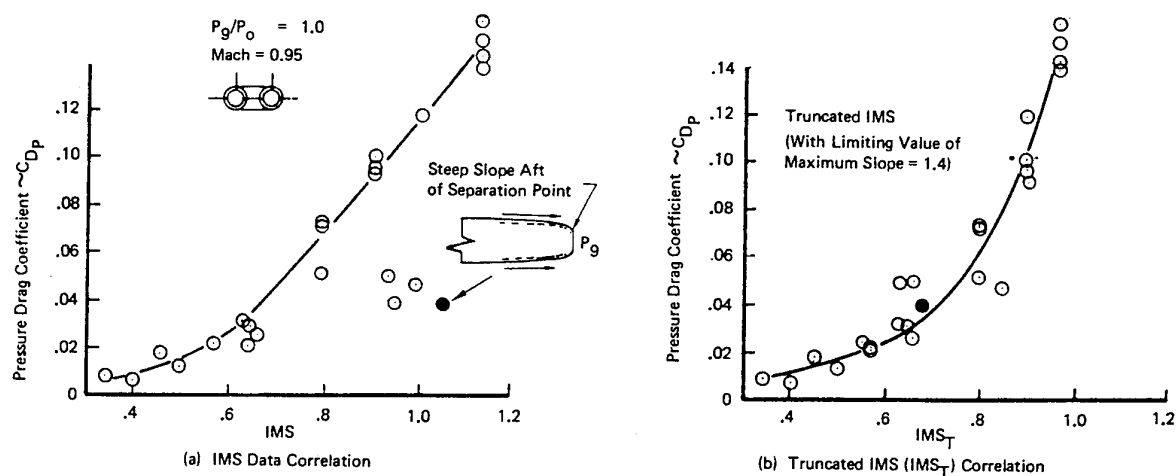 P9/Po = 1.0
Mach = 0.95
Pressure Drag Coefficient ~CDP
.12
.10
.08
.06
.04
.02
0
Steep Slope Aft
of Separation Point
P9
.4 .6 .8 1.0 1.2
IMS
(a) IMS Data Correlation
Pressure Drag Coefficient ~CDP
.14
.12
.10
.08
.06
.04
.02
0
Truncated IMS
(With Limiting Value of
Maximum Slope = 1.4)
.4 .6 .8 1.0 1.2
IMST
(b) Truncated IMS (IMST) Correlation